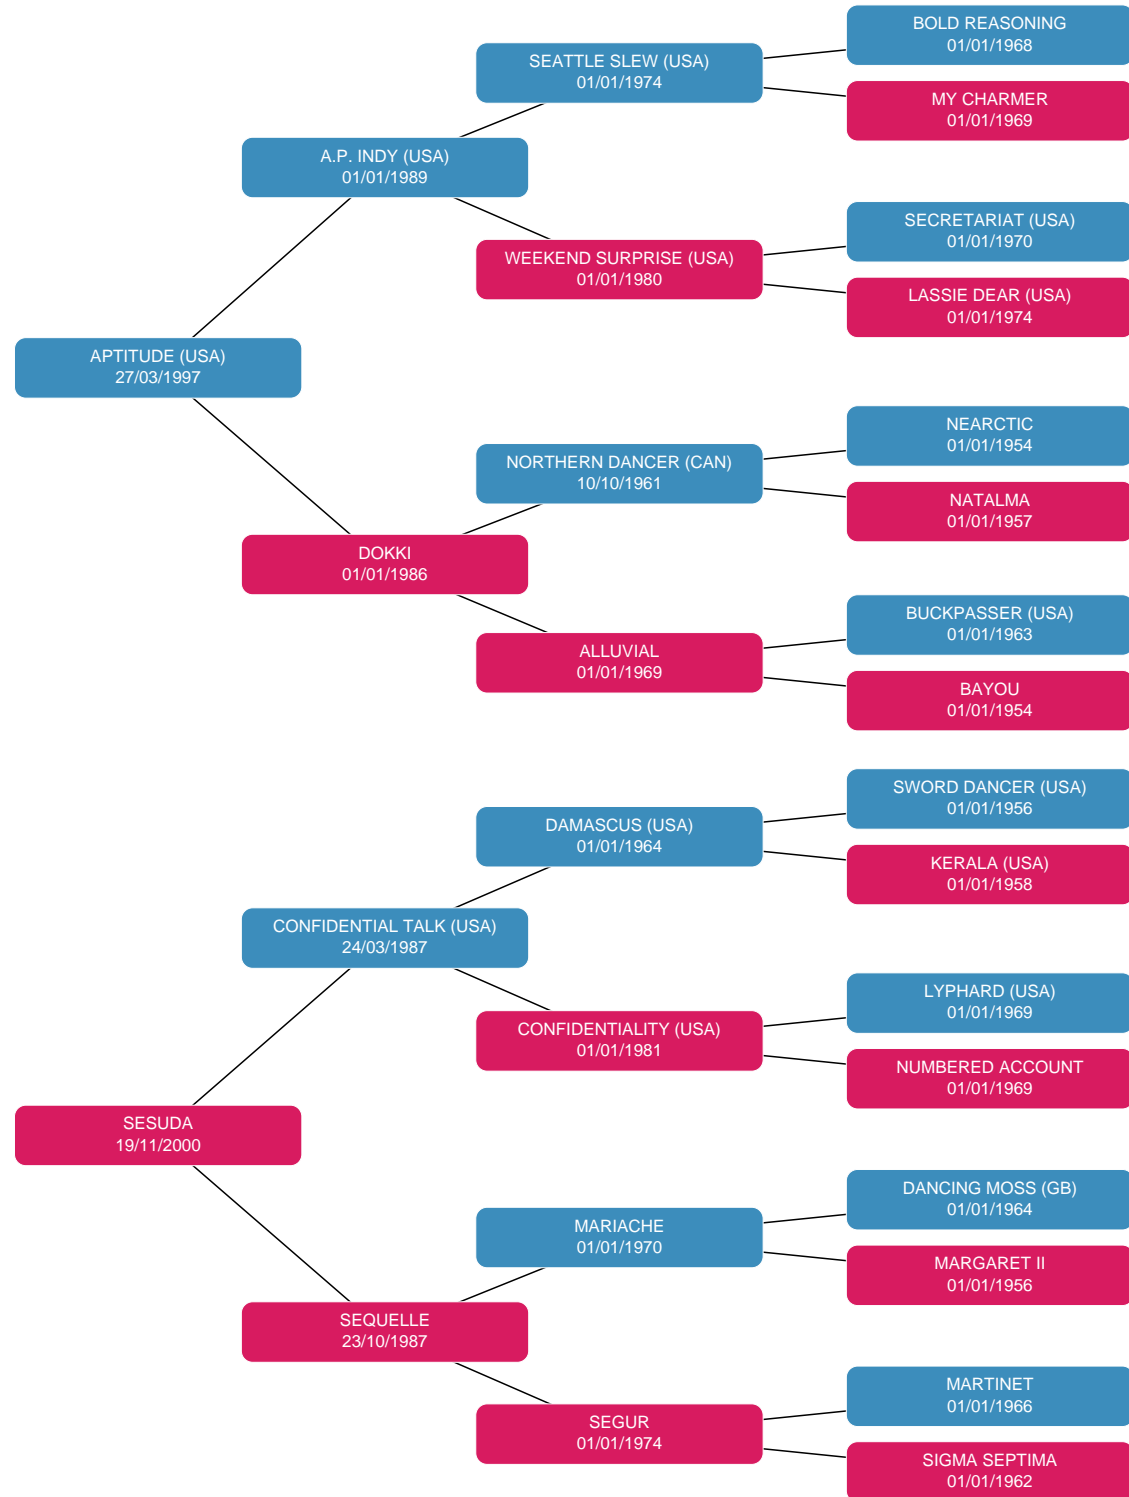 BOLD REASONING
01/01/1968
SEATTLE SLEW (USA)
01/01/1974
MY CHARMER
01/01/1969
A.P. INDY (USA)
01/01/1989
SECRETARIAT (USA)
01/01/1970
WEEKEND SURPRISE (USA)
01/01/1980
LASSIE DEAR (USA)
01/01/1974
APTITUDE (USA)
27/03/1997
NEARCTIC
01/01/1954
NORTHERN DANCER (CAN)
10/10/1961
NATALMA
01/01/1957
DOKKI
01/01/1986
BUCKPASSER (USA)
01/01/1963
ALLUVIAL
01/01/1969
BAYOU
01/01/1954
SWORD DANCER (USA)
01/01/1956
DAMASCUS (USA)
01/01/1964
KERALA (USA)
01/01/1958
CONFIDENTIAL TALK (USA)
24/03/1987
LYPHARD (USA)
01/01/1969
CONFIDENTIALITY (USA)
01/01/1981
NUMBERED ACCOUNT
01/01/1969
SESUDA
19/11/2000
DANCING MOSS (GB)
01/01/1964
MARIACHE
01/01/1970
MARGARET II
01/01/1956
SEQUELLE
23/10/1987
MARTINET
01/01/1966
SEGUR
01/01/1974
SIGMA SEPTIMA
01/01/1962